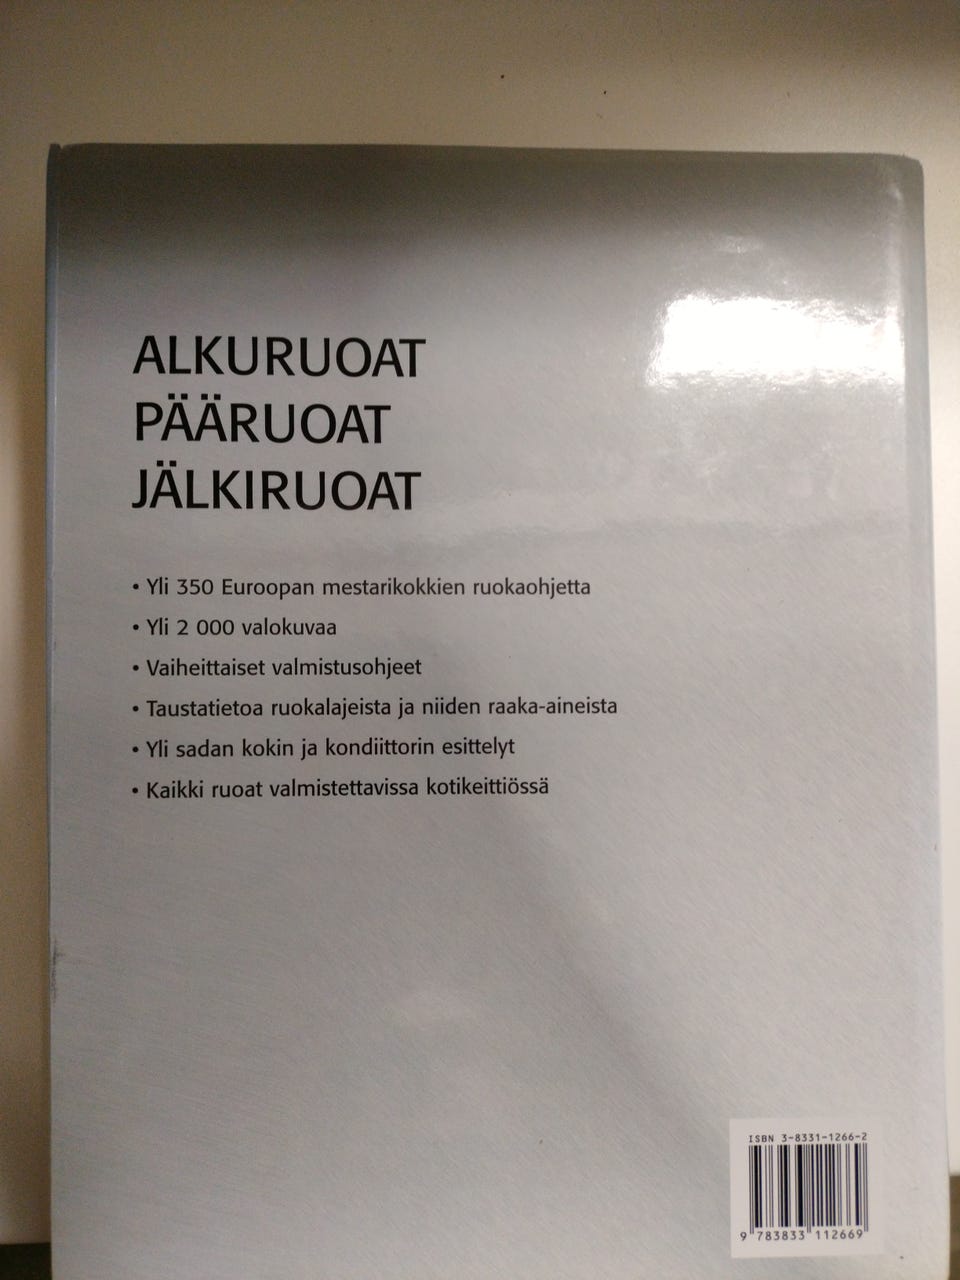 ALKURUOAT
PÄÄRUOAT
JÄLKIRUOAT
• Yli 350 Euroopan mestarikokkien ruokaohjetta
• Yli 2 000 valokuvaa
• Vaiheittaiset valmistusohjeet
• Taustatietoa ruokalajeista ja niiden raaka-aineista
• Yli sadan kokin ja kondiittorin esittelyt
• Kaikki ruoat valmistettavissa kotikeittiössä
ISBN 3-8331-1266-2
9 783833 112669